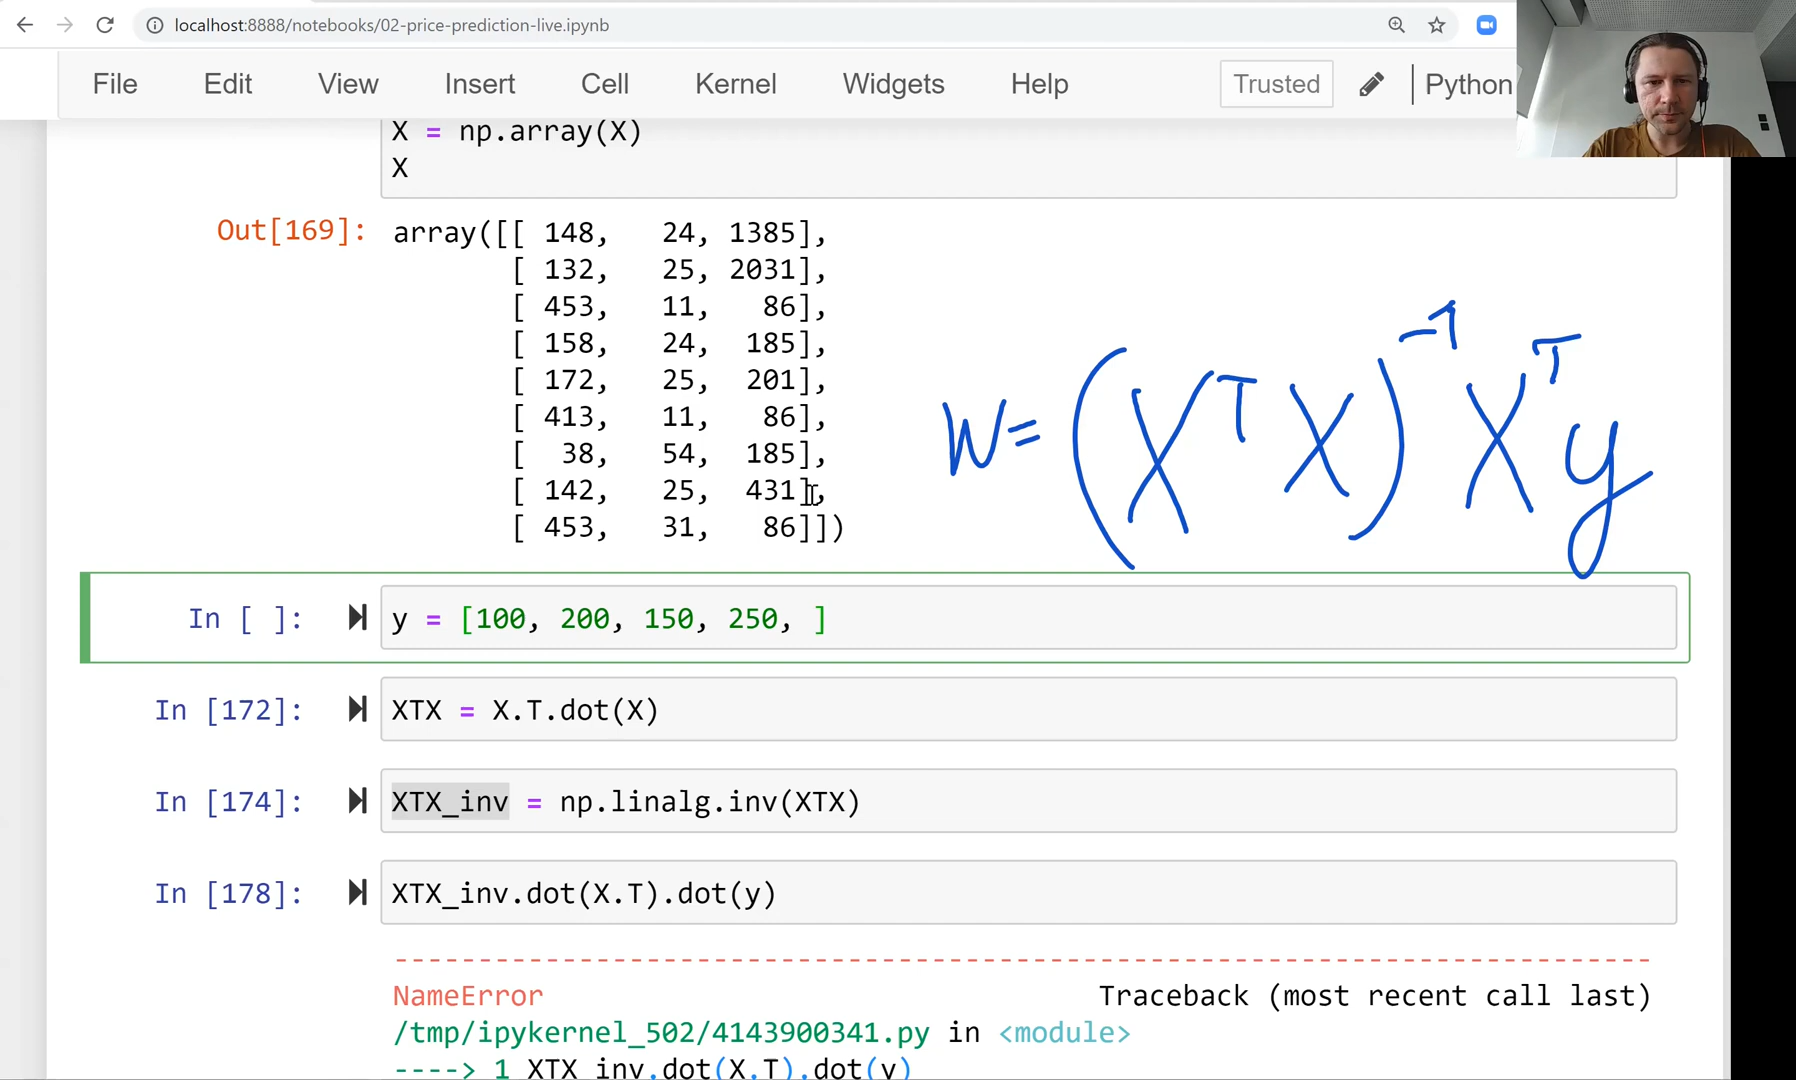 localhost:8888/notebooks/02-price-prediction-live.ipynb
File Edit View Insert Cell Kernel Widgets Help Trusted Python
X = np.array(X)
X
Out[169]: array([[ 148, 24, 1385],
[ 132, 25, 2031],
[ 453, 11, 86],
[ 158, 24, 185],
[ 172, 25, 201],
[ 413, 11, 86],
[ 38, 54, 185],
[ 142, 25, 431],
[ 453, 31, 86]])
W = (X^T X)^-1 X^T y
In [ ]: y = [100, 200, 150, 250, ]
In [172]: XTX = X.T.dot(X)
In [174]: XTX_inv = np.linalg.inv(XTX)
In [178]: XTX_inv.dot(X.T).dot(y)
---------------------------------------------------------------------------
NameError Traceback (most recent call last)
/tmp/ipykernel_502/4143900341.py in <module>
----> 1 XTX_inv.dot(X.T).dot(y)